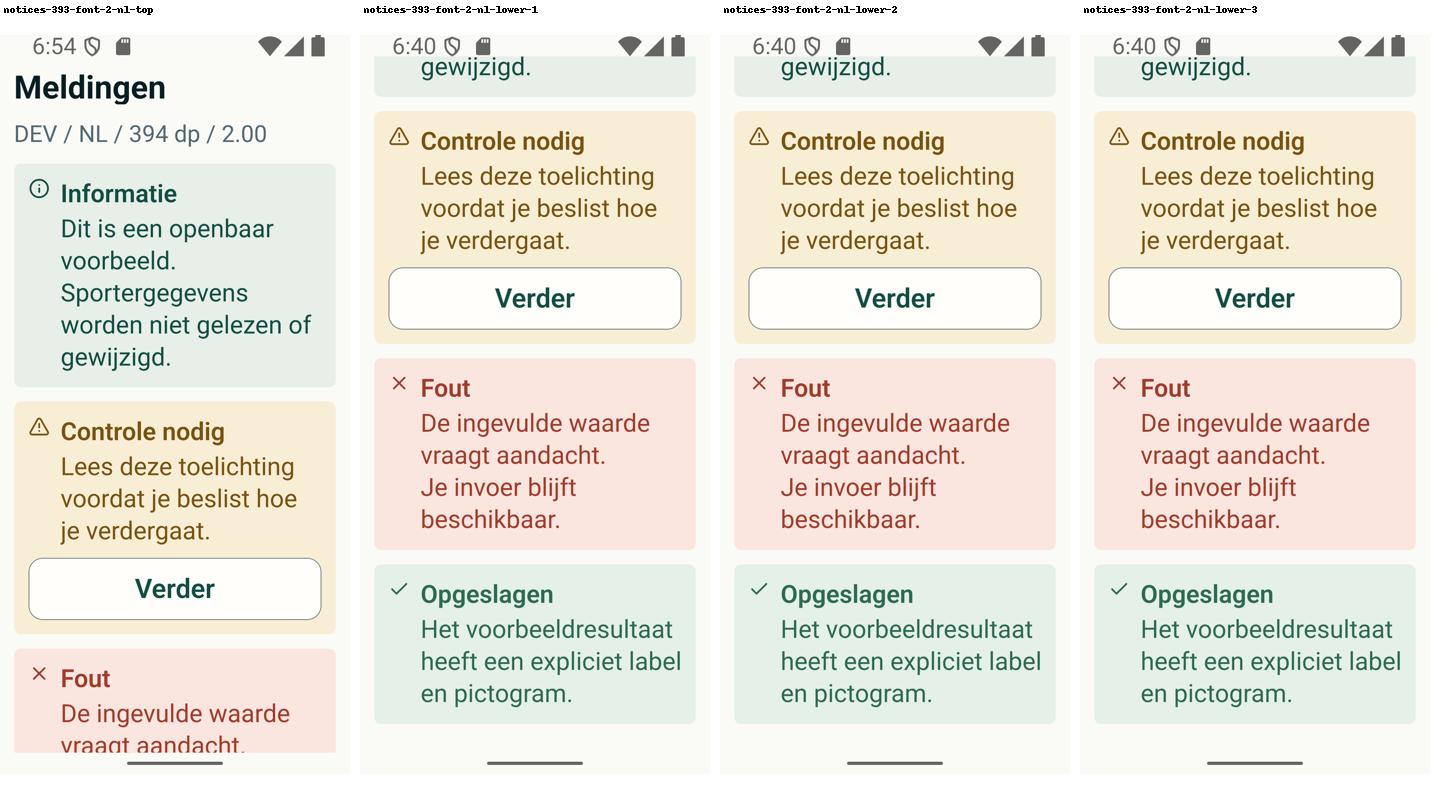 notices-393-font-2-nl-top
6:54
Meldingen
DEV / NL / 394 dp / 2.00
Informatie
Dit is een openbaar
voorbeeld.
Sportergegevens
worden niet gelezen of
gewijzigd.
Controle nodig
Lees deze toelichting
voordat je beslist hoe
je verdergaat.
Verder
Fout
De ingevulde waarde
vraagt aandacht.
notices-393-font-2-nl-lower-1
6:40
gewijzigd.
Controle nodig
Lees deze toelichting
voordat je beslist hoe
je verdergaat.
Verder
Fout
De ingevulde waarde
vraagt aandacht.
Je invoer blijft
beschikbaar.
Opgeslagen
Het voorbeeldresultaat
heeft een expliciet label
en pictogram.
notices-393-font-2-nl-lower-2
6:40
gewijzigd.
Controle nodig
Lees deze toelichting
voordat je beslist hoe
je verdergaat.
Verder
Fout
De ingevulde waarde
vraagt aandacht.
Je invoer blijft
beschikbaar.
Opgeslagen
Het voorbeeldresultaat
heeft een expliciet label
en pictogram.
notices-393-font-2-nl-lower-3
6:40
gewijzigd.
Controle nodig
Lees deze toelichting
voordat je beslist hoe
je verdergaat.
Verder
Fout
De ingevulde waarde
vraagt aandacht.
Je invoer blijft
beschikbaar.
Opgeslagen
Het voorbeeldresultaat
heeft een expliciet label
en pictogram.